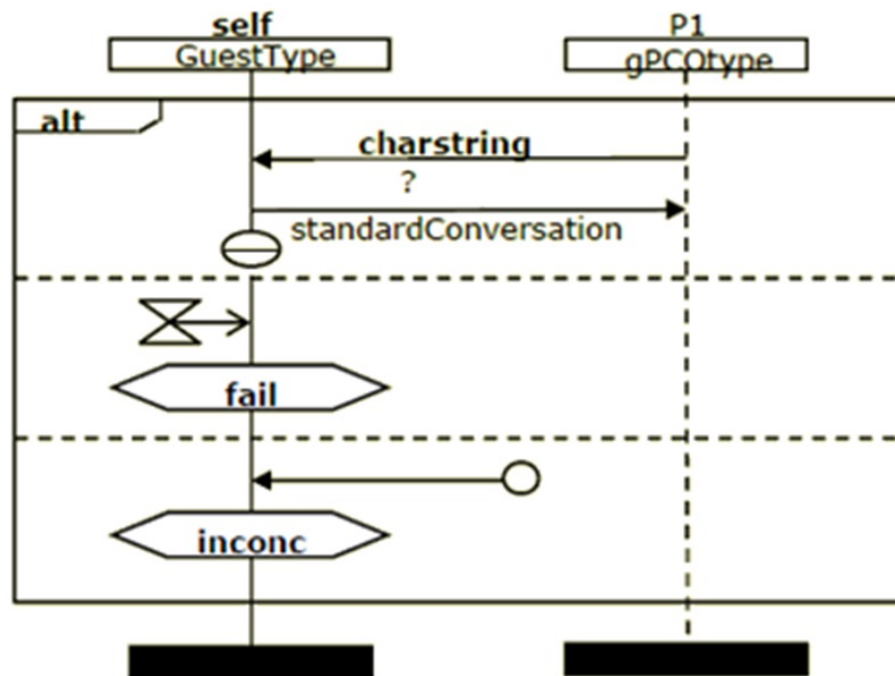 self P1
GuestType gPCOtype
alt
charstring
?
standardConversation
fail
inconc